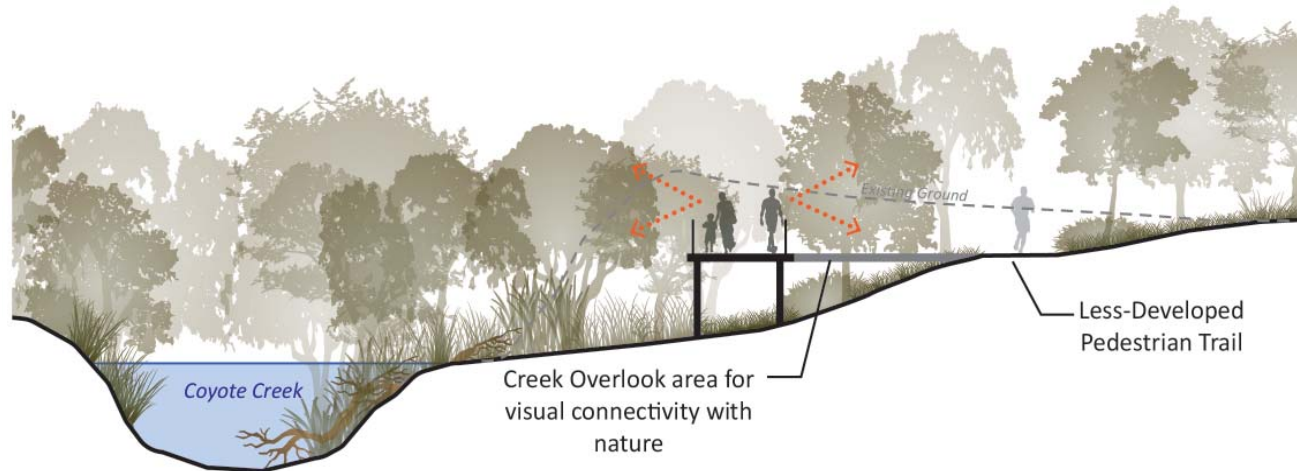 Existing Ground
Coyote Creek
Less-Developed
Pedestrian Trail
Creek Overlook area for
visual connectivity with
nature